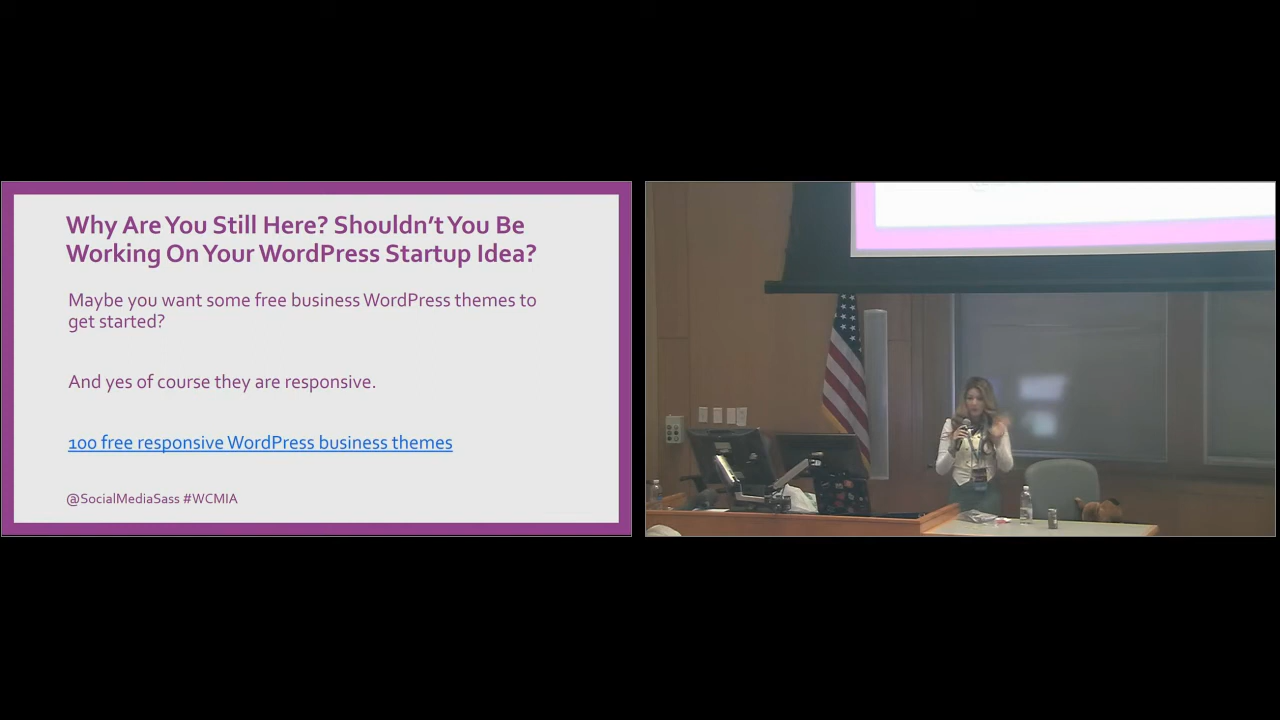 Why Are You Still Here? Shouldn't You Be
Working On Your WordPress Startup Idea?
Maybe you want some free business WordPress themes to
get started?
And yes of course they are responsive.
100 free responsive WordPress business themes
@SocialMediaSass #WCMIA